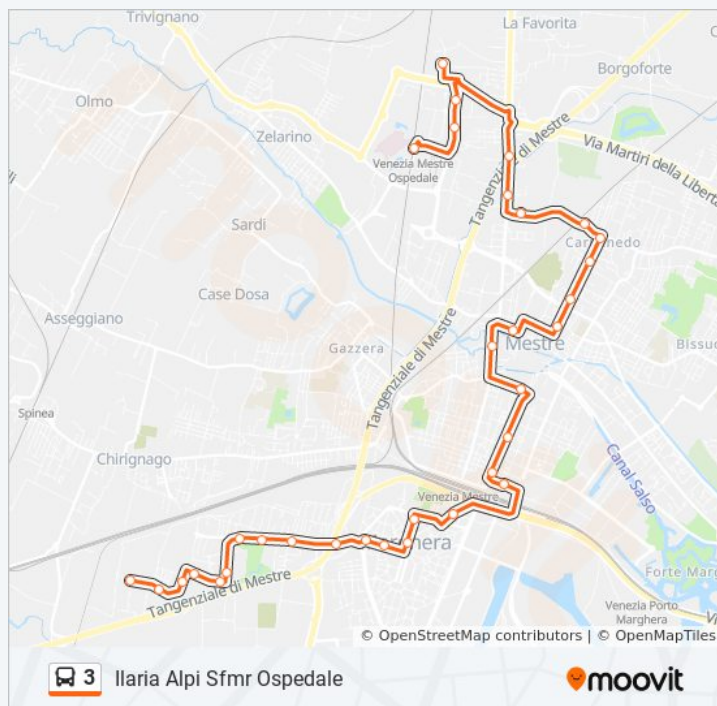 Trivignano
La Favorita
Borgoforte
Olmo
Zelarino
Via Martiri della Libertà
Venezia Mestre
Ospedale
Tangenziale di Mestre
Sardi
Case Dosa
Asseggiano
Tangenziale di Mestre
Gazzera
Mestre
Bissuo
Spinea
Chirignago
Canal Salso
Venezia Mestre
Tangenziale di Mestre
Forte Marg
Venezia Porto
Marghera
© OpenStreetMap contributors | © OpenMapTiles
3 Ilaria Alpi Sfmr Ospedale
moovit